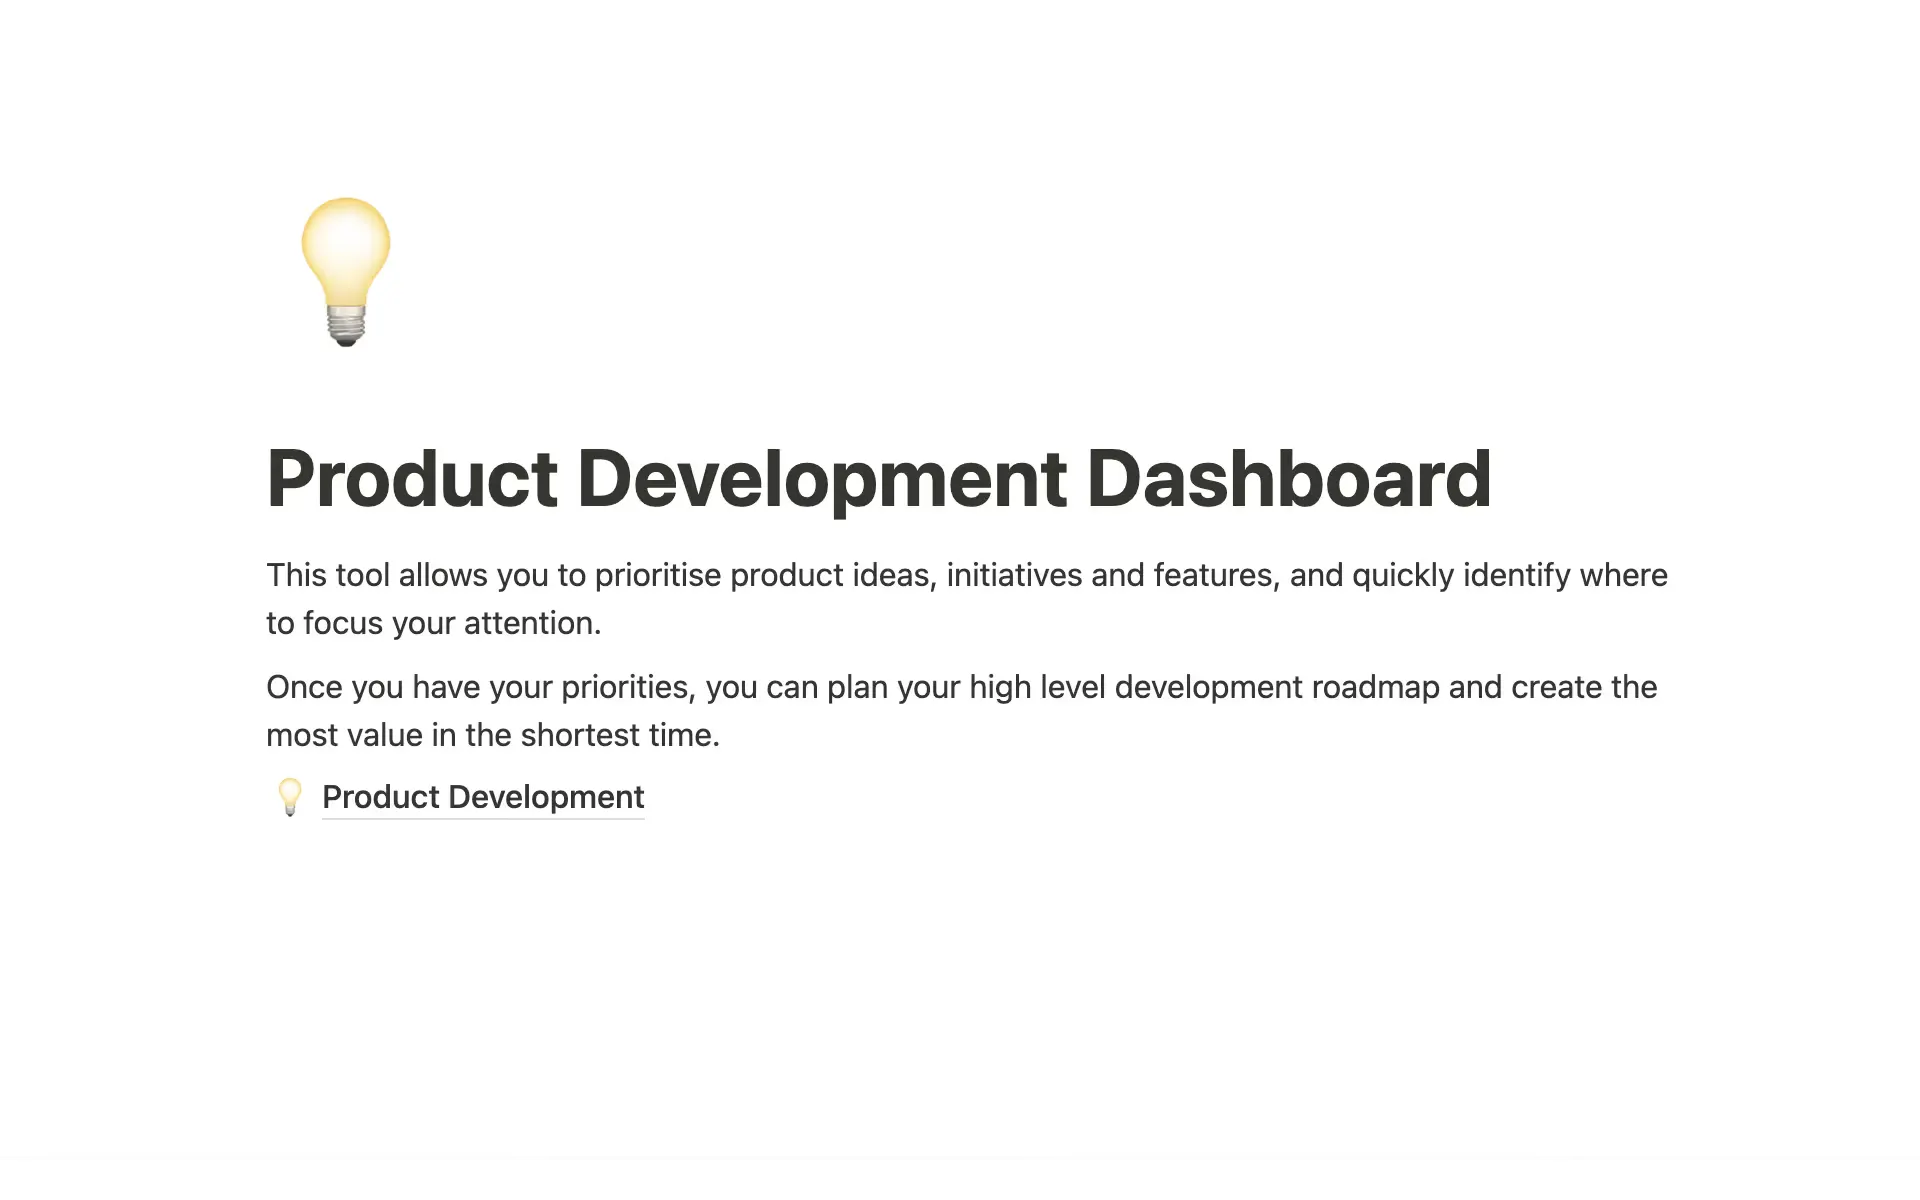 Product Development Dashboard
This tool allows you to prioritise product ideas, initiatives and features, and quickly identify where
to focus your attention.
Once you have your priorities, you can plan your high level development roadmap and create the
most value in the shortest time.
Product Development